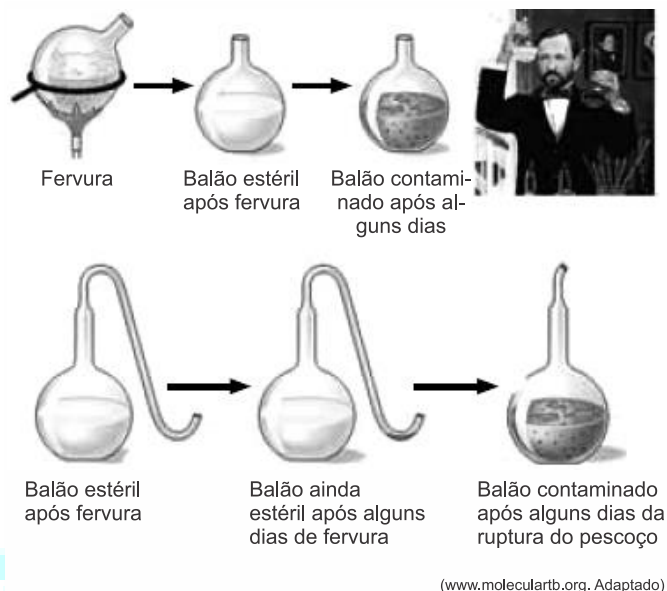 Fervura
Balão estéril
após fervura
Balão contami-
nado após al-
guns dias
Balão estéril
após fervura
Balão ainda
estéril após alguns
dias de fervura
Balão contaminado
após alguns dias da
ruptura do pescoço
(www.moleculartb.org. Adaptado)